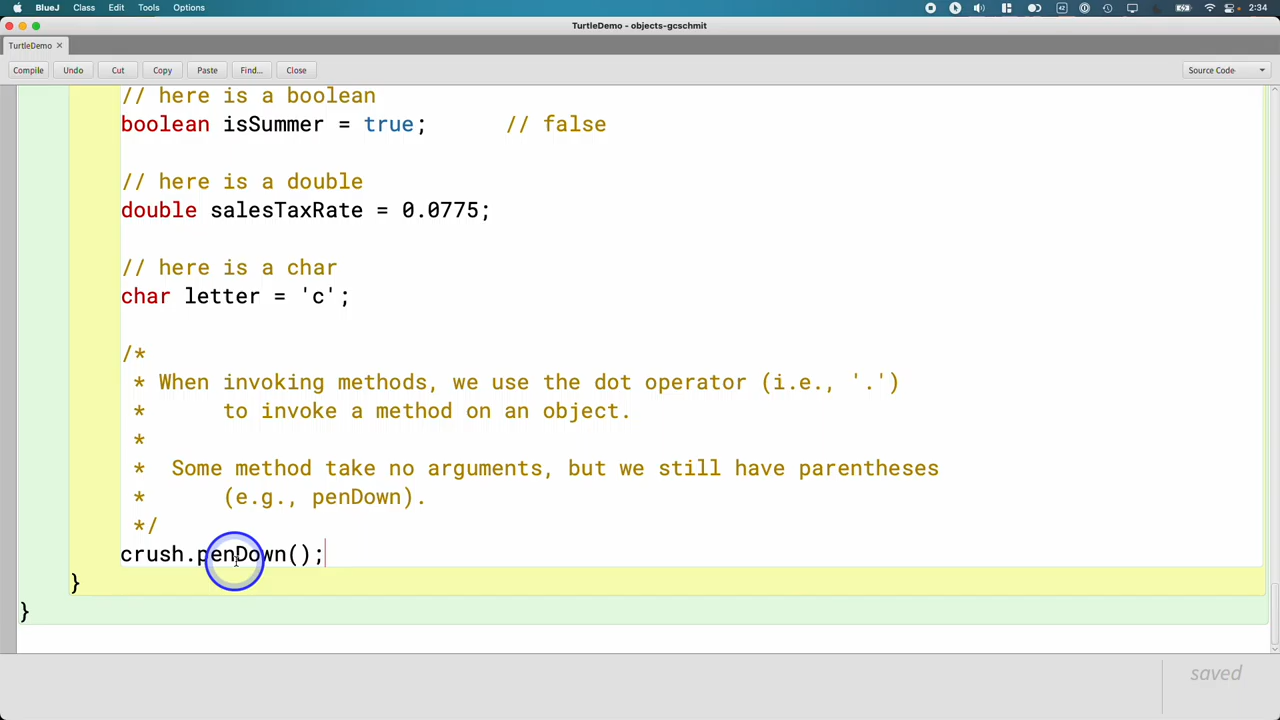 BlueJ Class Edit Tools Options 2:34
TurtleDemo - objects-gcschmit
TurtleDemo ×
Compile Undo Cut Copy Paste Find... Close Source Code
// here is a boolean
boolean isSummer = true; // false
// here is a double
double salesTaxRate = 0.0775;
// here is a char
char letter = 'c';
/*
* When invoking methods, we use the dot operator (i.e., '.')
* to invoke a method on an object.
*
* Some method take no arguments, but we still have parentheses
* (e.g., penDown).
*/
crush.penDown();
}
}
saved